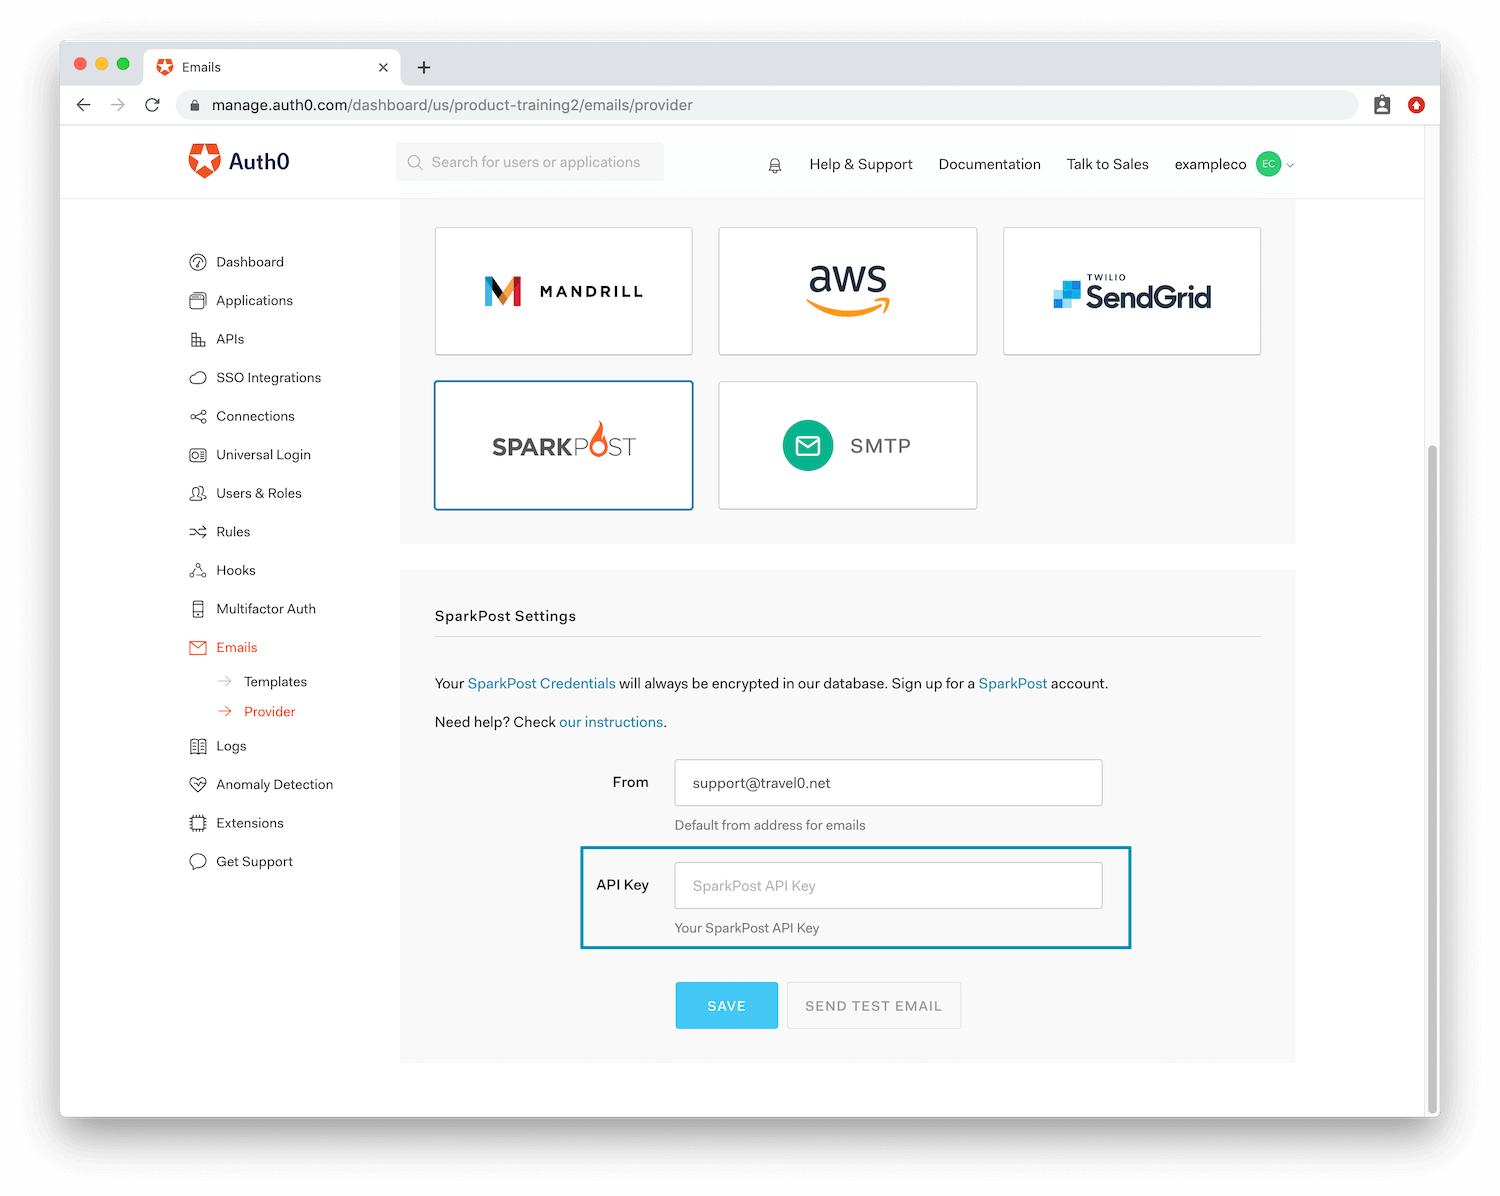 Emails
manage.auth0.com/dashboard/us/product-training2/emails/provider
Auth0
Search for users or applications
Help & Support
Documentation
Talk to Sales
exampleco
EC
Dashboard
Applications
APIs
SSO Integrations
Connections
Universal Login
Users & Roles
Rules
Hooks
Multifactor Auth
Emails
Templates
Provider
Logs
Anomaly Detection
Extensions
Get Support
MANDRILL
aws
TWILIO
SendGrid
SPARKPOST
SMTP
SparkPost Settings
Your SparkPost Credentials will always be encrypted in our database. Sign up for a SparkPost account.
Need help? Check our instructions.
From
support@travel0.net
Default from address for emails
API Key
SparkPost API Key
Your SparkPost API Key
SAVE
SEND TEST EMAIL